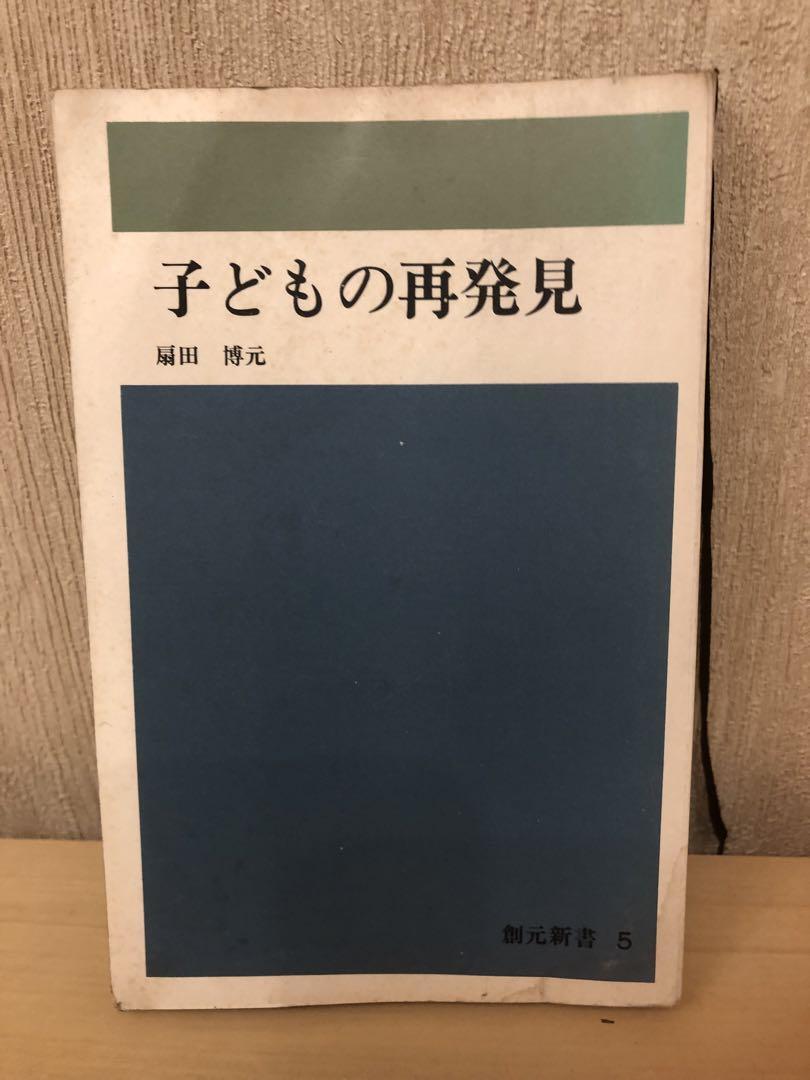 子どもの再発見
扇田　博元
創元新書 5